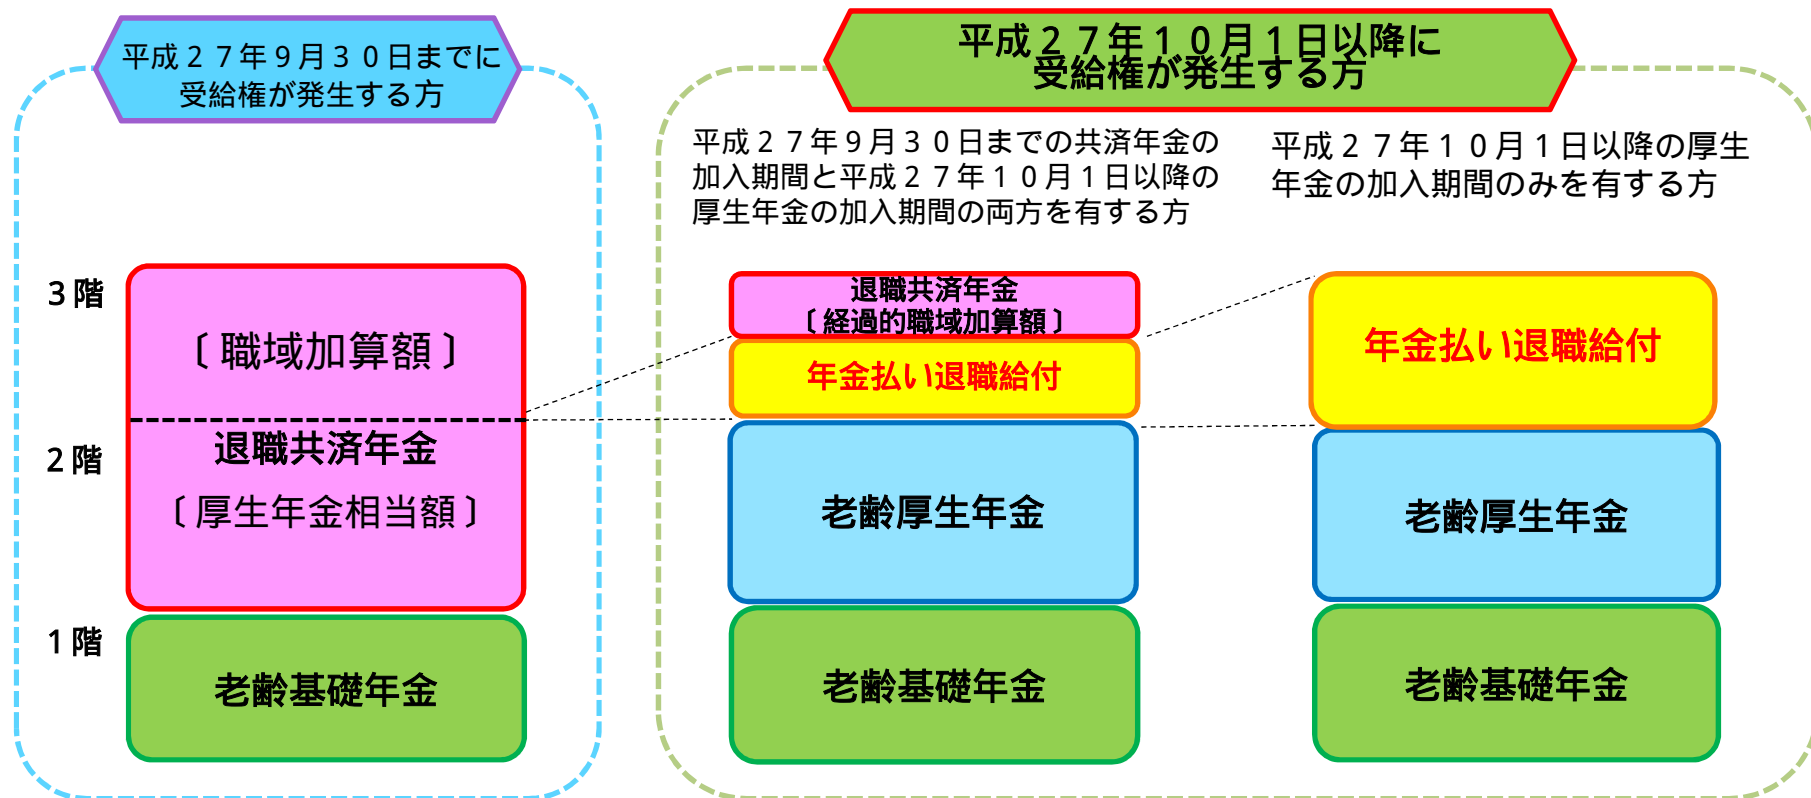 平成２７年９月３０日までに
受給権が発生する方
３階
〔職域加算額〕
２階
退職共済年金
〔厚生年金相当額〕
１階
老齢基礎年金
平成２７年１０月１日以降に
受給権が発生する方
平成２７年９月３０日までの共済年金の
加入期間と平成２７年１０月１日以降の
厚生年金の加入期間の両方を有する方
退職共済年金
〔経過的職域加算額〕
年金払い退職給付
老齢厚生年金
老齢基礎年金
平成２７年１０月１日以降の厚生
年金の加入期間のみを有する方
年金払い退職給付
老齢厚生年金
老齢基礎年金